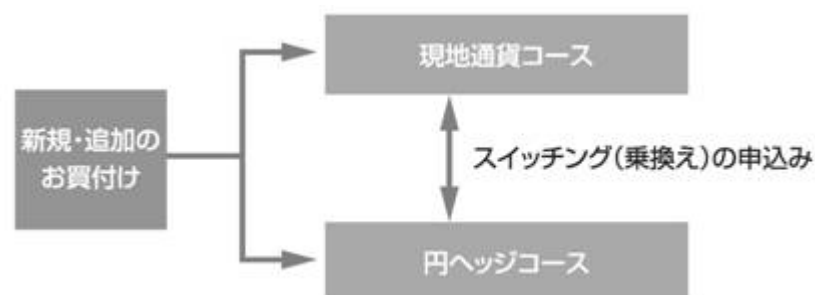 現地通貨コース
新規・追加の
お買付け
スイッチング(乗換え)の申込み
円ヘッジコース